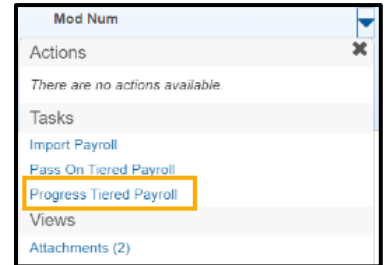 Mod Num
Actions
There are no actions available.
Tasks
Import Payroll
Pass On Tiered Payroll
Progress Tiered Payroll
Views
Attachments (2)